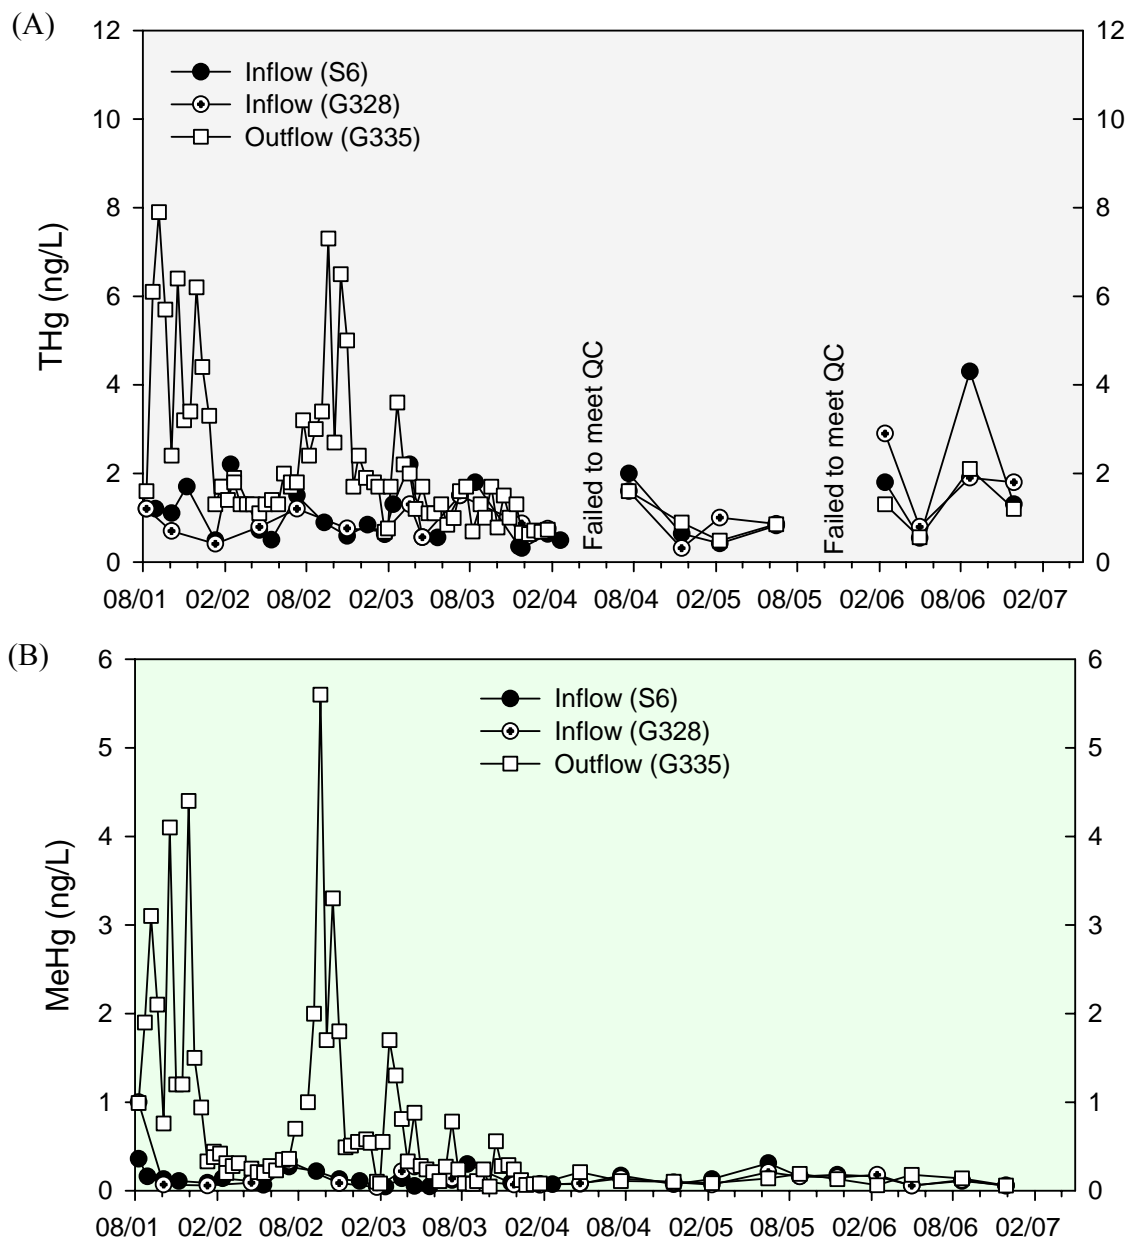 (A)
12
10
8
6
4
2
0
THg (ng/L)
Inflow (S6)
Inflow (G328)
Outflow (G335)
Failed to meet QC
Failed to meet QC
12
10
8
6
4
2
0
08/01 02/02 08/02 02/03 08/03 02/04 08/04 02/05 08/05 02/06 08/06 02/07
(B)
6
5
4
3
2
1
0
MeHg (ng/L)
Inflow (S6)
Inflow (G328)
Outflow (G335)
6
5
4
3
2
1
0
08/01 02/02 08/02 02/03 08/03 02/04 08/04 02/05 08/05 02/06 08/06 02/07